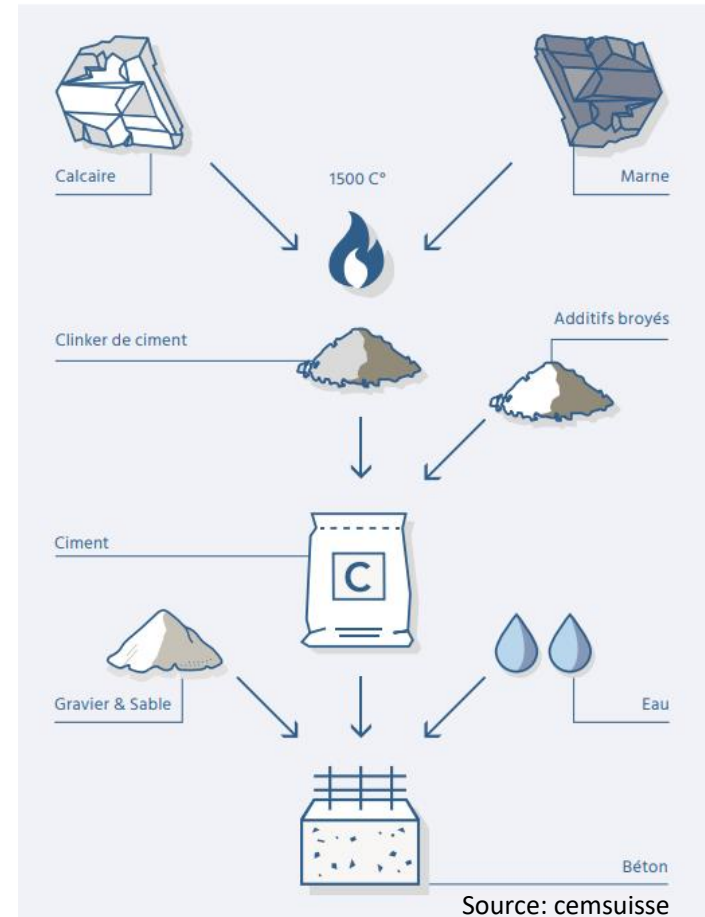 Calcaire
1500 C°
Marne
Additifs broyés
Clinker de ciment
Ciment
C
Gravier & Sable
Eau
Béton
Source: cemsuisse